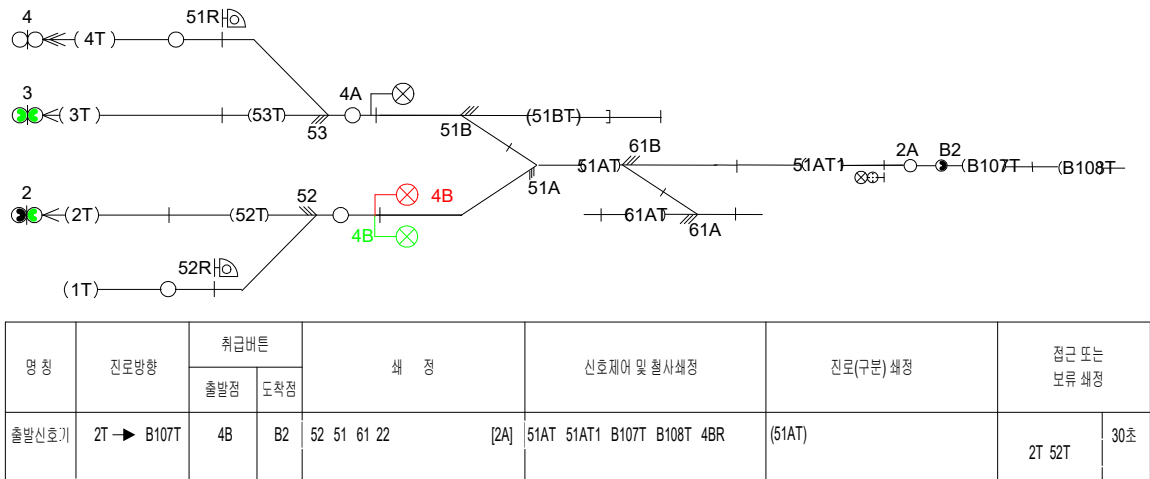 4
51R
( 4T )
3
4A
( 3T )
(53T)
53
51B
(51BT)
61B
2A
B2
51AT
51AT1
(B107T
(B108T
51A
2
52
4B
(2T)
(52T)
4B
61AT
61A
52R
(1T)
명 칭
진로방향
취급버튼
출발점
도착점
쇄 정
신호제어 및 철사쇄정
진로(구분) 쇄정
접근 또는
보류 쇄정
출발신호기
2T → B107T
4B
B2
52 51 61 22
[2A]
51AT 51AT1 B107T B108T 4BR
(51AT)
2T 52T
30초